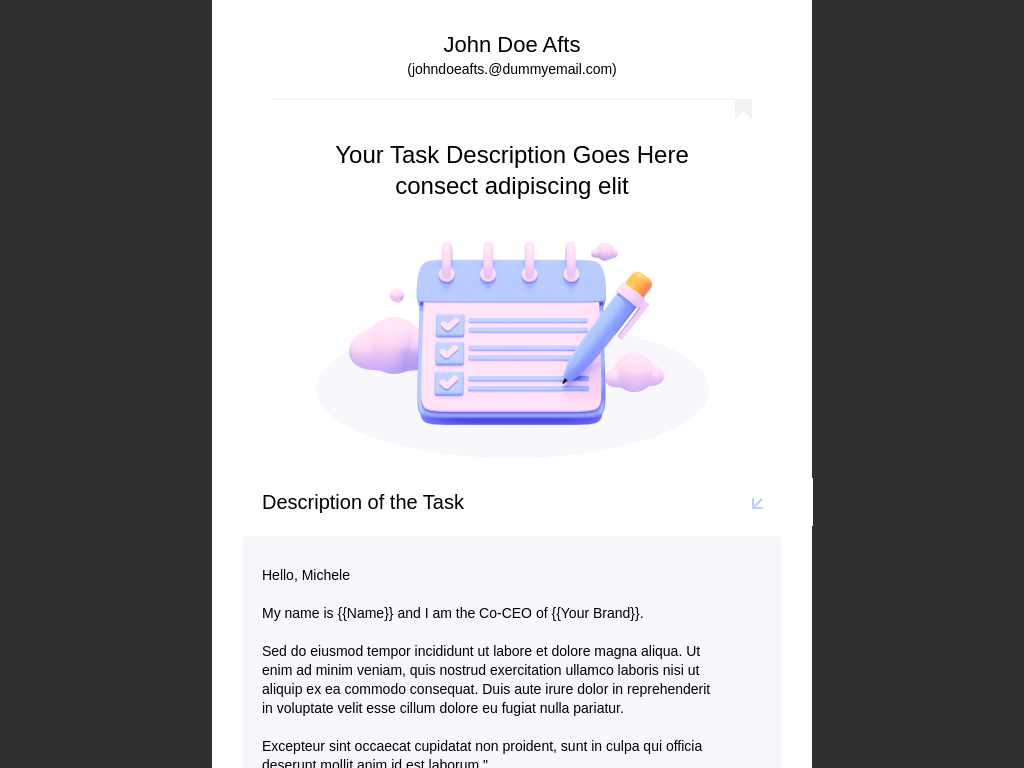 John Doe Afts
(johndoeafts.@dummyemail.com)
Your Task Description Goes Here
consect adipiscing elit
Description of the Task
Hello, Michele
My name is {{Name}} and I am the Co-CEO of {{Your Brand}}.
Sed do eiusmod tempor incididunt ut labore et dolore magna aliqua. Ut
enim ad minim veniam, quis nostrud exercitation ullamco laboris nisi ut
aliquip ex ea commodo consequat. Duis aute irure dolor in reprehenderit
in voluptate velit esse cillum dolore eu fugiat nulla pariatur.
Excepteur sint occaecat cupidatat non proident, sunt in culpa qui officia
deserunt mollit anim id est laborum."